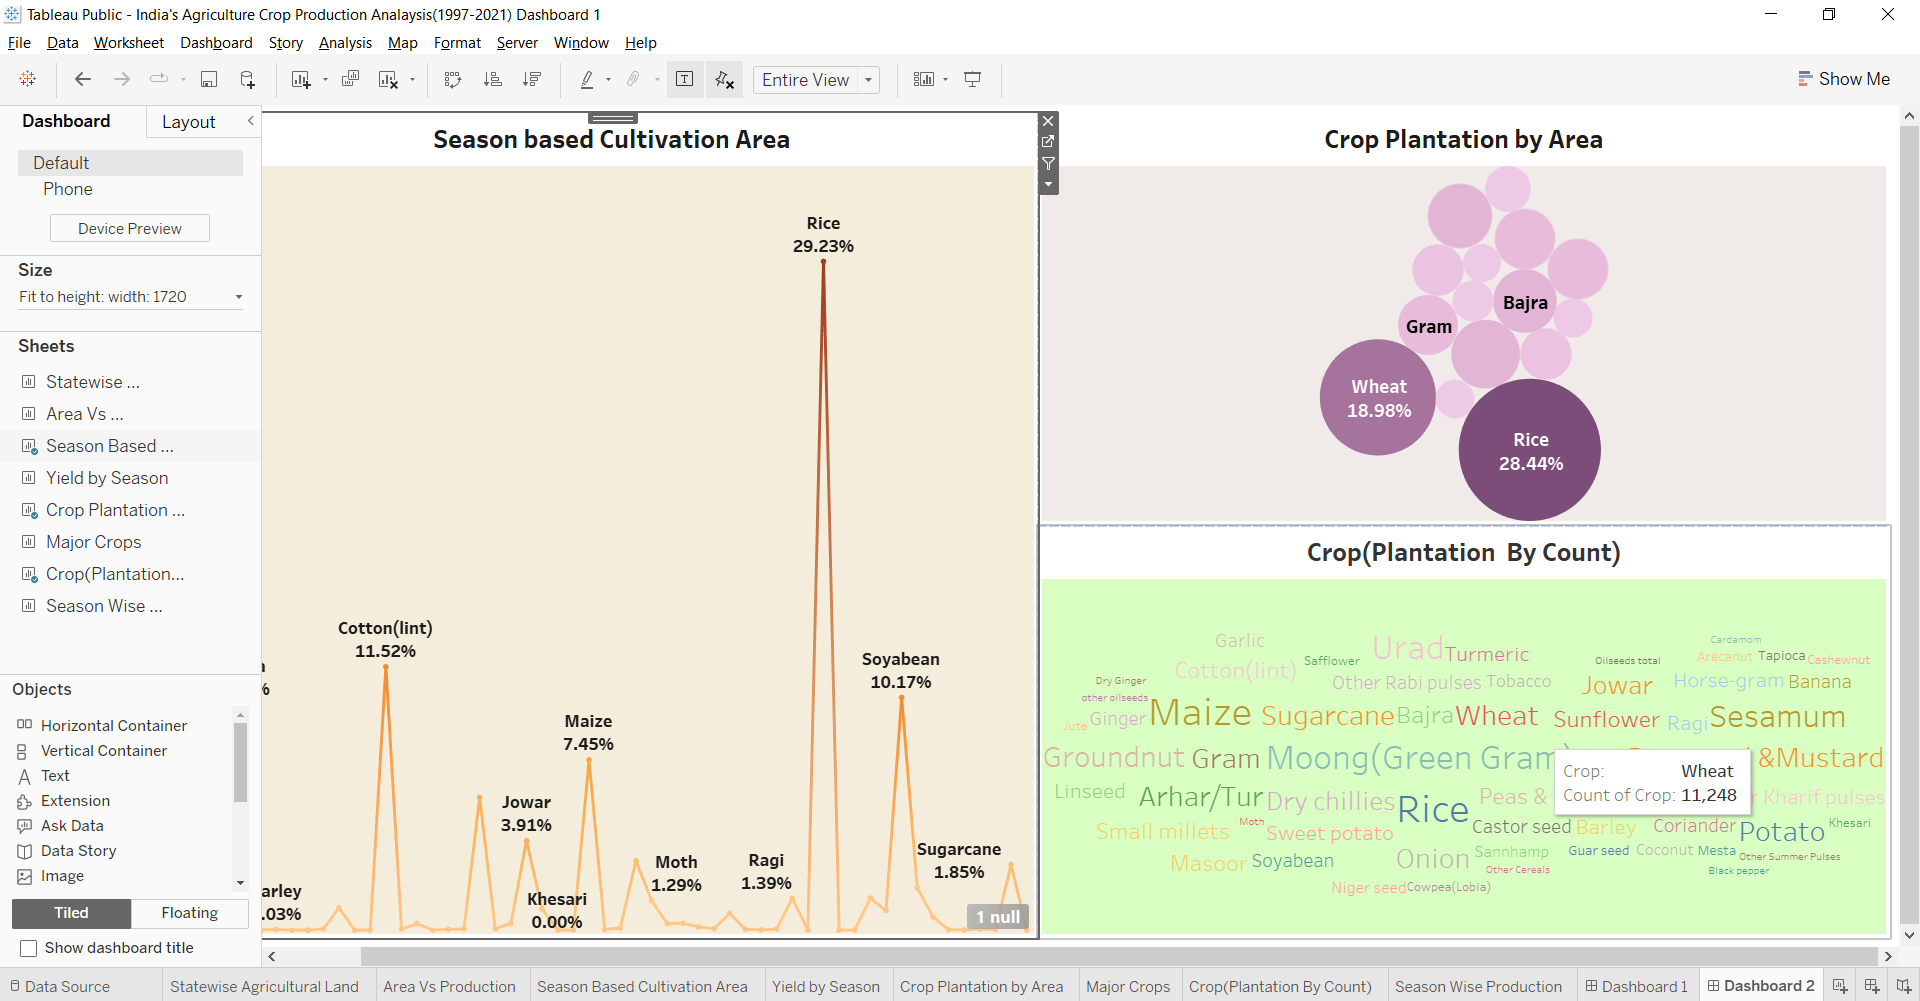 Tableau Public - India's Agriculture Crop Production Analaysis(1997-2021) Dashboard 1
File Data Worksheet Dashboard Story Analysis Map Format Server Window Help
Entire View
Show Me
Dashboard Layout
Default
Phone
Device Preview
Size
Fit to height: width: 1720
Sheets
Statewise ...
Area Vs ...
Season Based ...
Yield by Season
Crop Plantation ...
Major Crops
Crop(Plantation...
Season Wise ...
Objects
Horizontal Container
Vertical Container
Text
Extension
Ask Data
Data Story
Image
Tiled Floating
Show dashboard title
Season based Cultivation Area
Rice
29.23%
Cotton(lint)
11.52%
a
%
Soyabean
10.17%
Maize
7.45%
Jowar
3.91%
Moth
1.29%
Ragi
1.39%
Sugarcane
1.85%
arley
.03%
Khesari
0.00%
1 null
Crop Plantation by Area
Bajra
Gram
Wheat
18.98%
Rice
28.44%
Crop(Plantation By Count)
Garlic Urad Turmeric Cardamom
Cotton(lint) Safflower Oilseeds total Arecanut Tapioca Cashewnut
Dry Ginger Other Rabi pulses Tobacco Jowar Horse-gram Banana
other oilseeds
Jute Ginger Maize Sugarcane Bajra Wheat Sunflower Ragi Sesamum
Groundnut Gram Moong(Green Gram) &Mustard
Crop: Wheat
Count of Crop: 11,248
Linseed Arhar/Tur Dry chillies Rice Peas & Kharif pulses
Small millets Moth Sweet potato Castor seed Barley Coriander Potato Khesari
Masoor Soyabean Onion Sannhamp Guar seed Coconut Mesta Other Summer Pulses
Other Cereals Black pepper
Niger seed Cowpea(Lobia)
Data Source Statewise Agricultural Land Area Vs Production Season Based Cultivation Area Yield by Season Crop Plantation by Area Major Crops Crop(Plantation By Count) Season Wise Production Dashboard 1 Dashboard 2